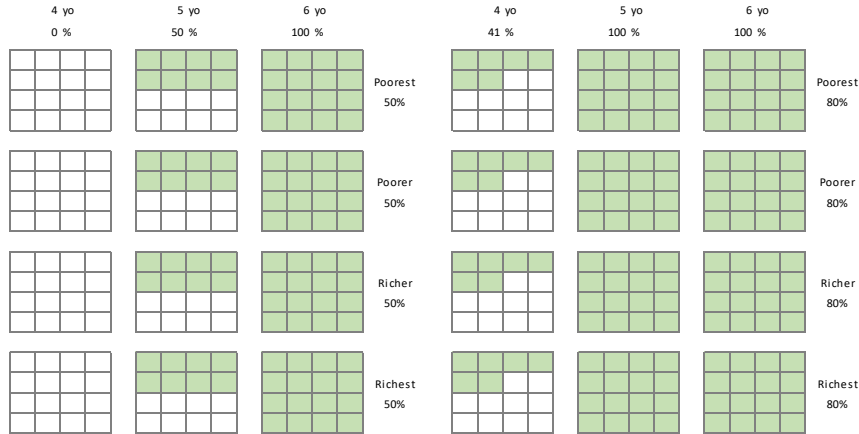 4 yo 5 yo 6 yo 4 yo 5 yo 6 yo
0 % 50 % 100 % 41 % 100 % 100 %
Poorest Poorest
50% 80%
Poorer Poorer
50% 80%
Richer Richer
50% 80%
Richest Richest
50% 80%